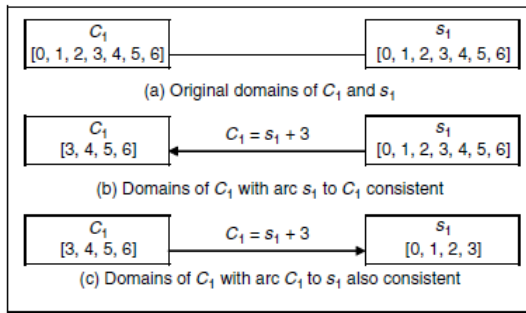 C₁ s₁
[0, 1, 2, 3, 4, 5, 6] [0, 1, 2, 3, 4, 5, 6]
(a) Original domains of C₁ and s₁
C₁ C₁ = s₁ + 3 s₁
[3, 4, 5, 6] [0, 1, 2, 3, 4, 5, 6]
(b) Domains of C₁ with arc s₁ to C₁ consistent
C₁ C₁ = s₁ + 3 s₁
[3, 4, 5, 6] [0, 1, 2, 3]
(c) Domains of C₁ with arc C₁ to s₁ also consistent